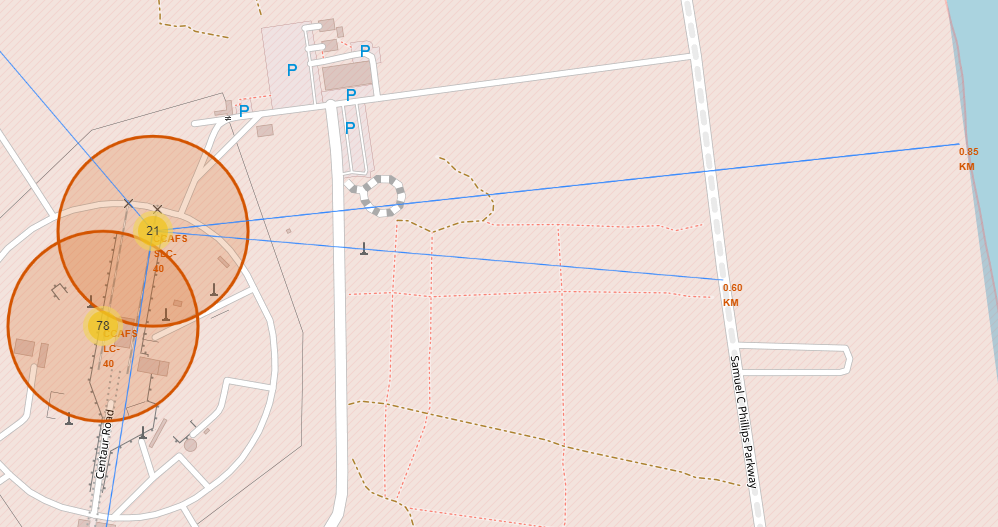 P
P
P
P
P
0.85
KM
21
CCAFS
SLC-
40
0.60
KM
78
CCAFS
LC-
40
Samuel C Phillips Parkway
Centaur Road